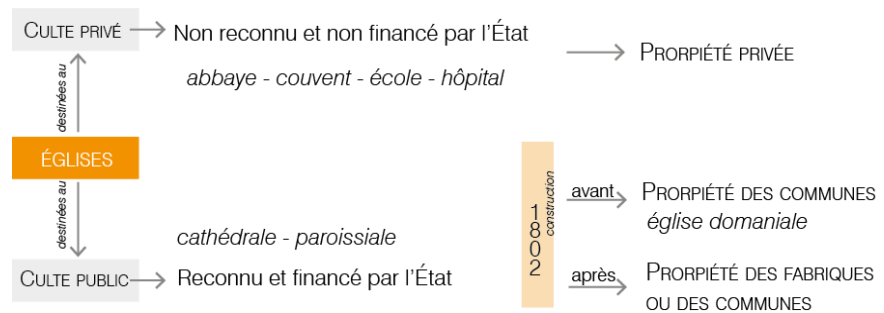 CULTE PRIVÉ
Non reconnu et non financé par l'État
abbaye - couvent - école - hôpital
PRORPIÉTÉ PRIVÉE
destinées au
ÉGLISES
destinées au
CULTE PUBLIC
cathédrale - paroissiale
Reconnu et financé par l'État
1802
construction
avant
PRORPIÉTÉ DES COMMUNES
église domaniale
après
PRORPIÉTÉ DES FABRIQUES
OU DES COMMUNES